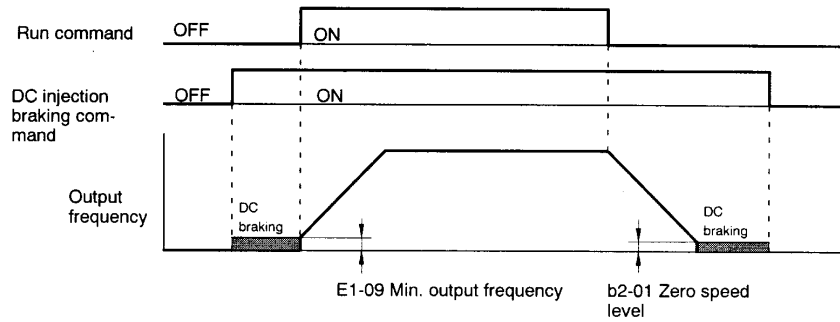 Run command
OFF
ON
DC injection
braking com-
mand
OFF
ON
Output
frequency
DC
braking
DC
braking
E1-09 Min. output frequency
b2-01 Zero speed
level